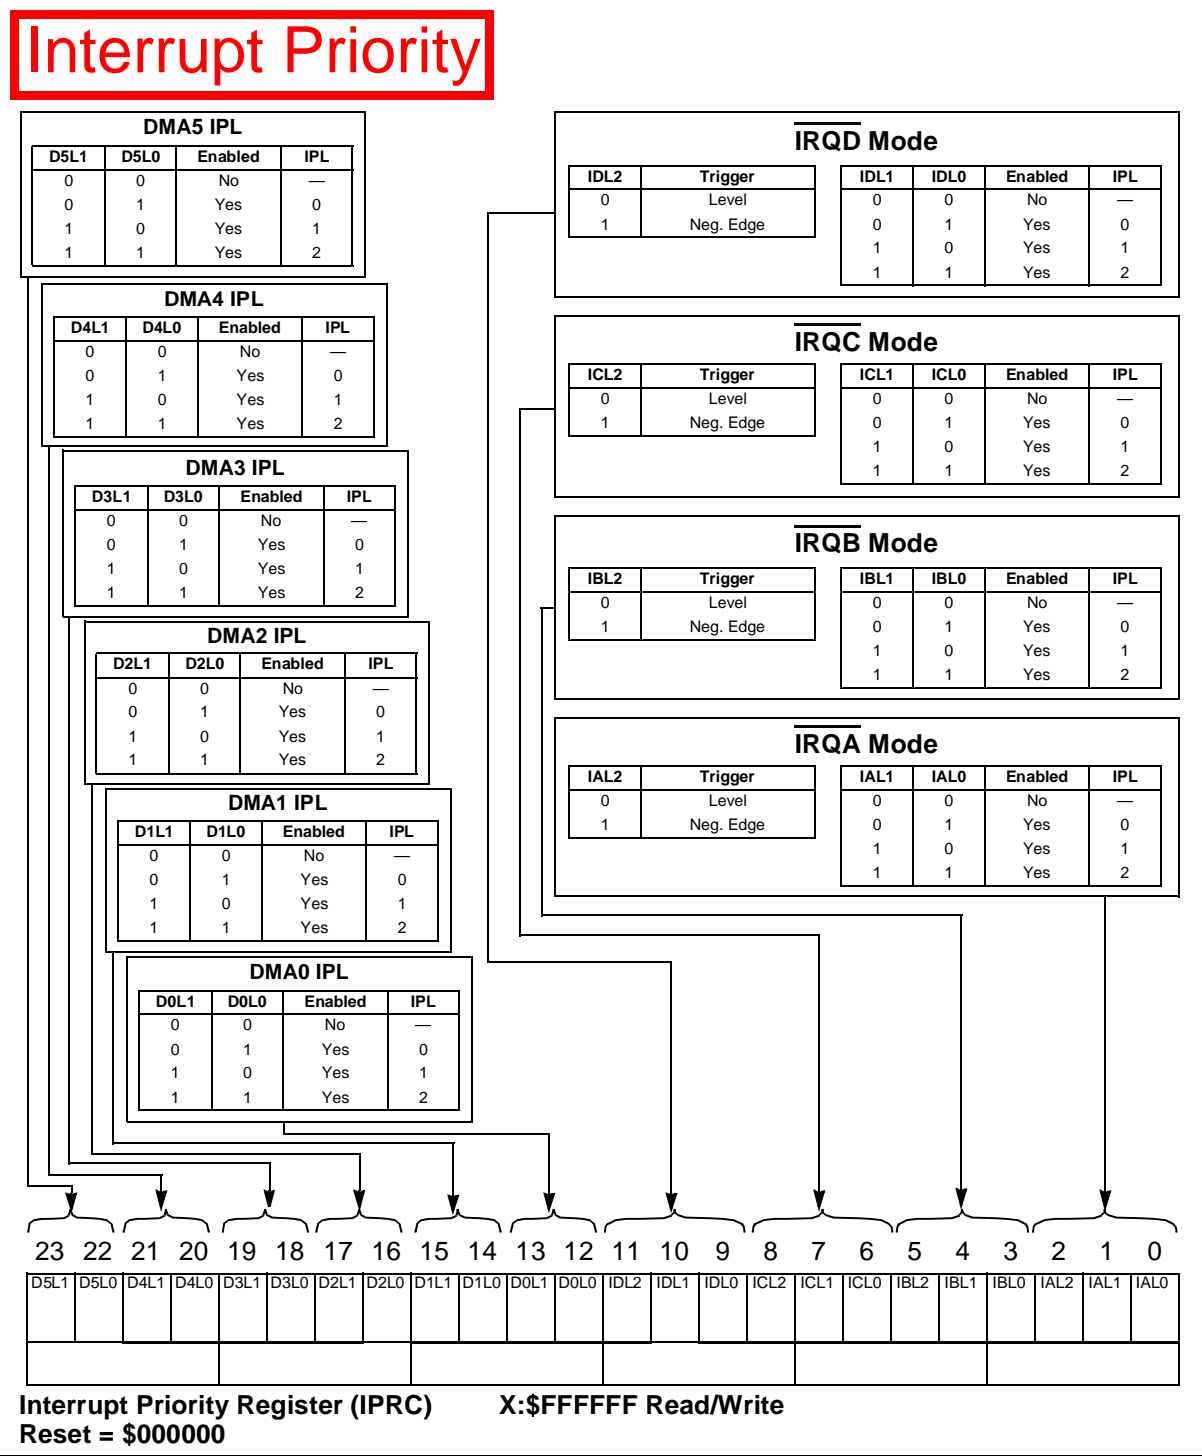 Interrupt Priority
DMA5 IPL
D5L1 D5L0 Enabled IPL
0 0 No —
0 1 Yes 0
1 0 Yes 1
1 1 Yes 2
DMA4 IPL
D4L1 D4L0 Enabled IPL
0 0 No —
0 1 Yes 0
1 0 Yes 1
1 1 Yes 2
DMA3 IPL
D3L1 D3L0 Enabled IPL
0 0 No —
0 1 Yes 0
1 0 Yes 1
1 1 Yes 2
DMA2 IPL
D2L1 D2L0 Enabled IPL
0 0 No —
0 1 Yes 0
1 0 Yes 1
1 1 Yes 2
DMA1 IPL
D1L1 D1L0 Enabled IPL
0 0 No —
0 1 Yes 0
1 0 Yes 1
1 1 Yes 2
DMA0 IPL
D0L1 D0L0 Enabled IPL
0 0 No —
0 1 Yes 0
1 0 Yes 1
1 1 Yes 2
IRQD Mode
IDL2 Trigger IDL1 IDL0 Enabled IPL
0 Level 0 0 No —
1 Neg. Edge 0 1 Yes 0
1 0 Yes 1
1 1 Yes 2
IRQC Mode
ICL2 Trigger ICL1 ICL0 Enabled IPL
0 Level 0 0 No —
1 Neg. Edge 0 1 Yes 0
1 0 Yes 1
1 1 Yes 2
IRQB Mode
IBL2 Trigger IBL1 IBL0 Enabled IPL
0 Level 0 0 No —
1 Neg. Edge 0 1 Yes 0
1 0 Yes 1
1 1 Yes 2
IRQA Mode
IAL2 Trigger IAL1 IAL0 Enabled IPL
0 Level 0 0 No —
1 Neg. Edge 0 1 Yes 0
1 0 Yes 1
1 1 Yes 2
23 22 21 20 19 18 17 16 15 14 13 12 11 10 9 8 7 6 5 4 3 2 1 0
D5L1 D5L0 D4L1 D4L0 D3L1 D3L0 D2L1 D2L0 D1L1 D1L0 D0L1 D0L0 IDL2 IDL1 IDL0 ICL2 ICL1 ICL0 IBL2 IBL1 IBL0 IAL2 IAL1 IAL0
Interrupt Priority Register (IPRC) X:$FFFFFF Read/Write
Reset = $000000